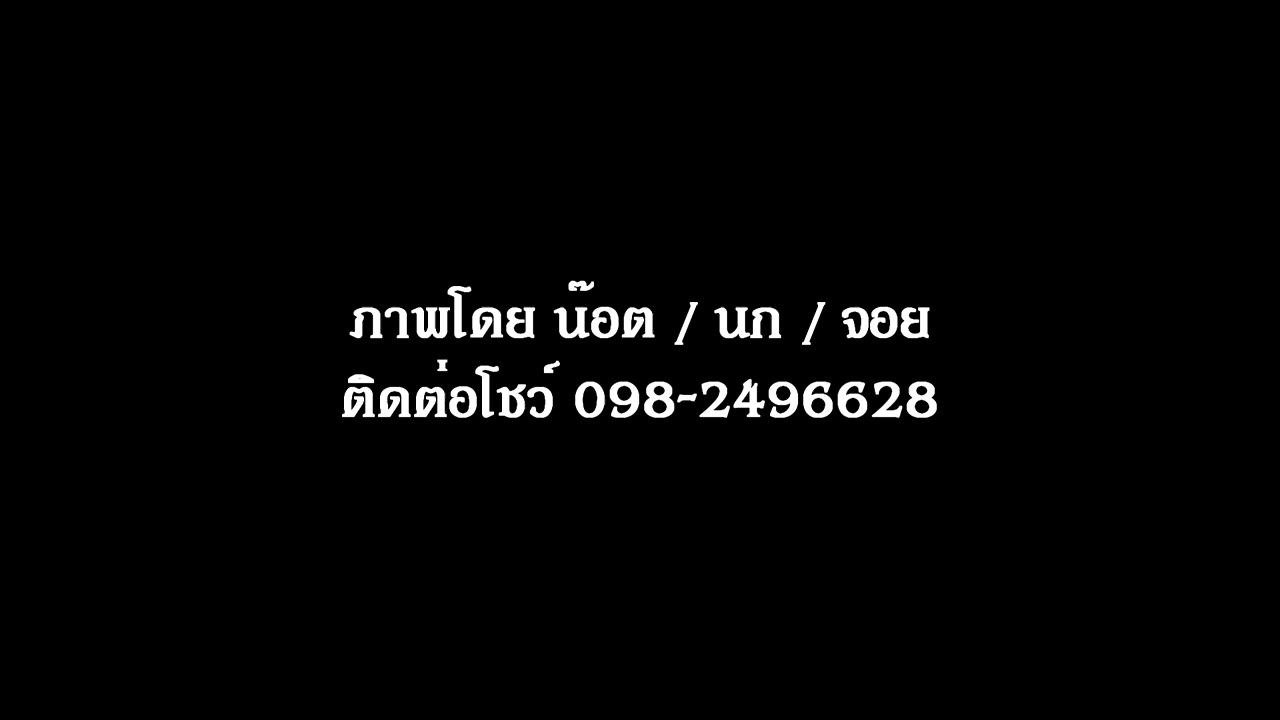 ภาพโดย น๊อต / นก / จอย
ติดต่อโชว์ 098-2496628